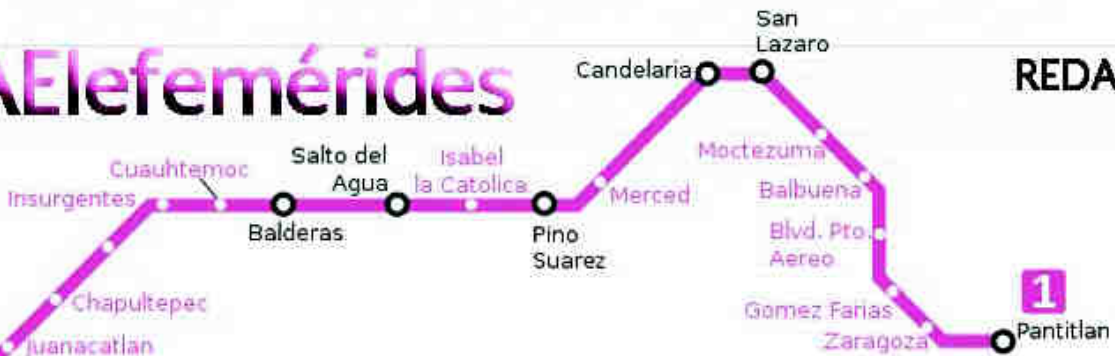 AElefemérides
REDA
San
Lazaro
Candelaria
Moctezuma
Salto del
Agua
Isabel
la Catolica
Cuauhtemoc
Insurgentes
Merced
Balbuena
Balderas
Pino
Suarez
Blvd. Pto.
Aereo
1
Chapultepec
Gomez Farias
Pantitlan
Zaragoza
Juanacatlan